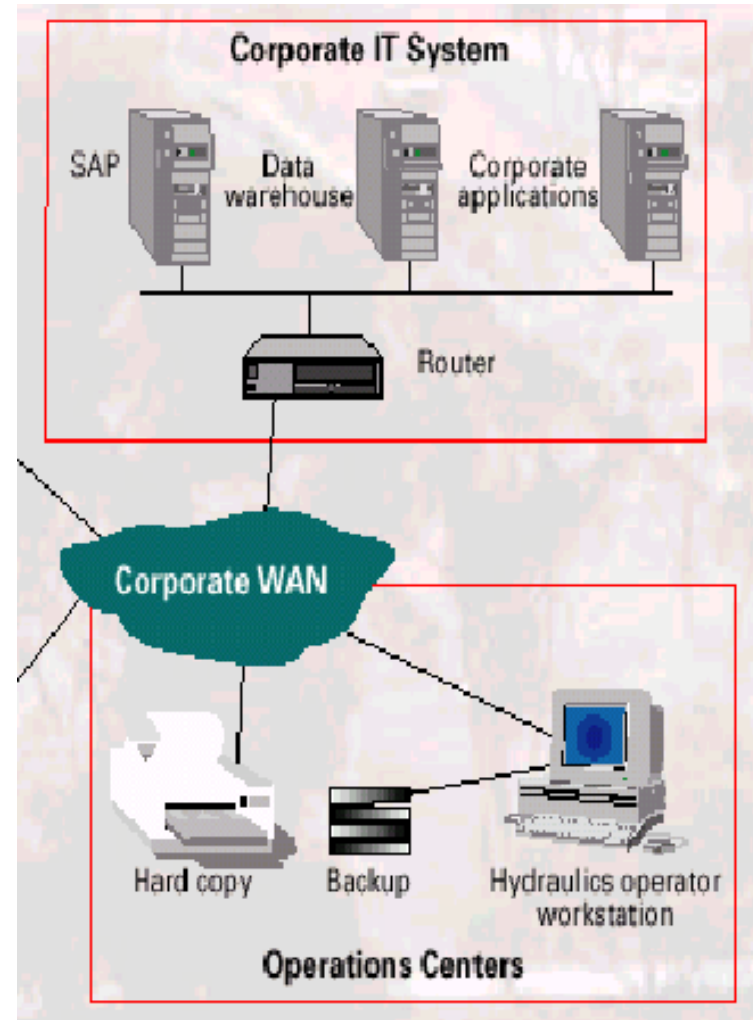 Corporate IT System
SAP
Data
warehouse
Corporate
applications
Router
Corporate WAN
Hard copy
Backup
Hydraulics operator
workstation
Operations Centers